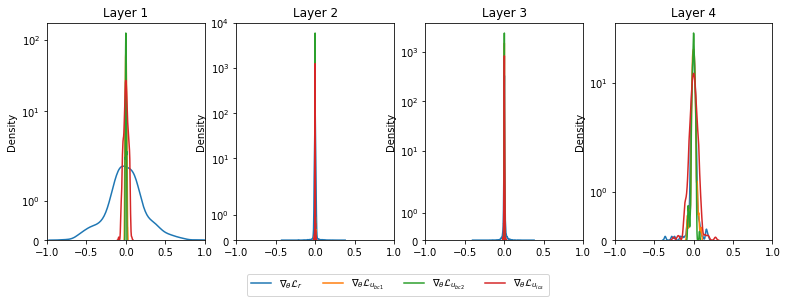 Layer 1 Layer 2 Layer 3 Layer 4
Density 10² 10¹ 10⁰ 0
−1.0 −0.5 0.0 0.5 1.0
Density 10⁴ 10³ 10² 10¹ 10⁰ 0
−1.0 −0.5 0.0 0.5 1.0
Density 10³ 10² 10¹ 10⁰ 0
−1.0 −0.5 0.0 0.5 1.0
Density 10¹ 10⁰ 0
−1.0 −0.5 0.0 0.5 1.0
∇θℒr ∇θℒu_bc1 ∇θℒu_bc2 ∇θℒu_ics